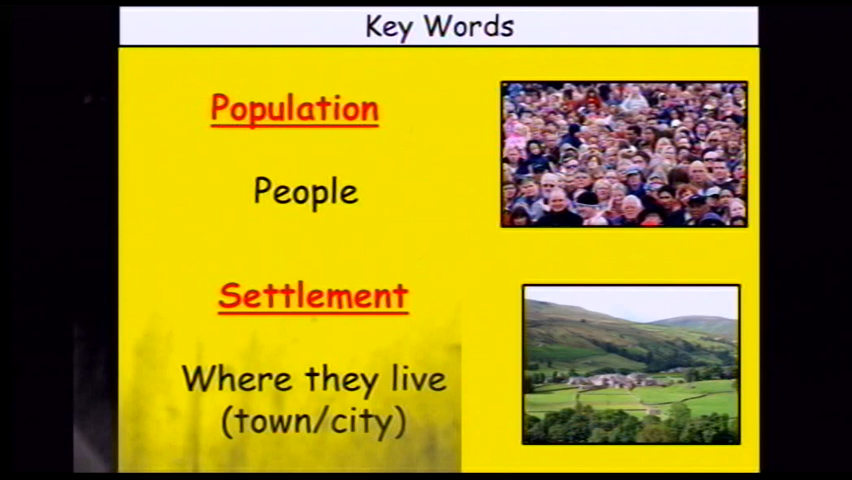 Key Words
Population
People
Settlement
Where they live
(town/city)